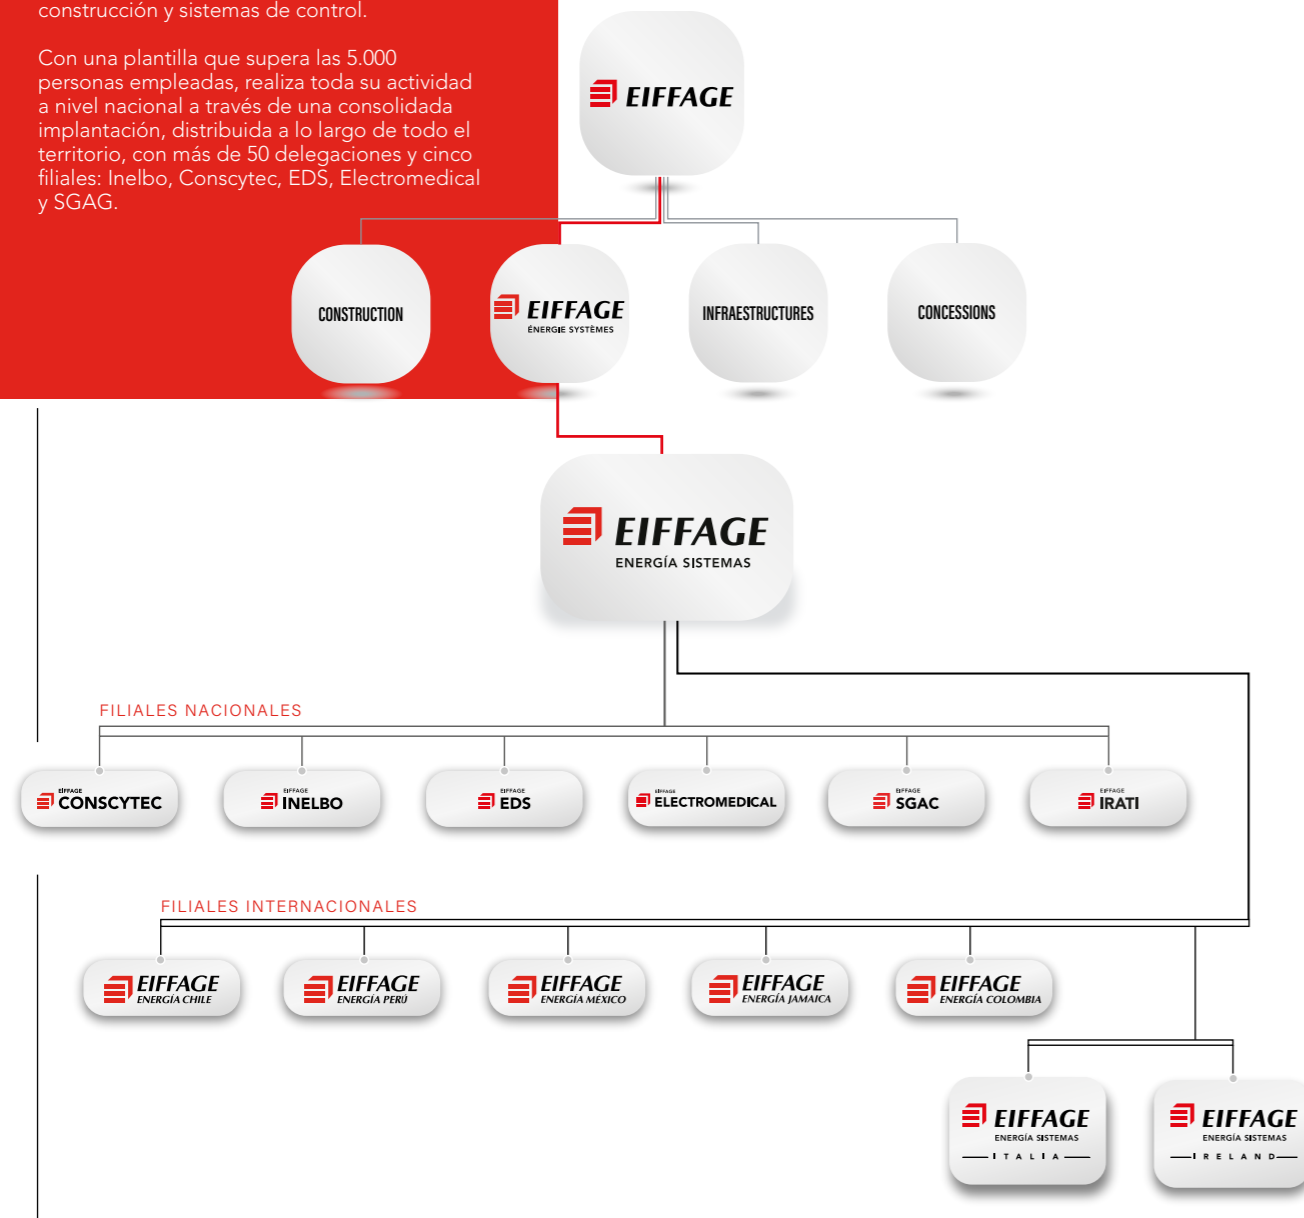 construcción y sistemas de control.
Con una plantilla que supera las 5.000
personas empleadas, realiza toda su actividad
a nivel nacional a través de una consolidada
implantación, distribuida a lo largo de todo el
territorio, con más de 50 delegaciones y cinco
filiales: Inelbo, Conscytec, EDS, Electromedical
y SGAG.
EIFFAGE
CONSTRUCTION
EIFFAGE
ÉNERGIE SYSTÈMES
INFRAESTRUCTURES
CONCESSIONS
EIFFAGE
ENERGÍA SISTEMAS
FILIALES NACIONALES
EIFFAGE
CONSCYTEC
EIFFAGE
INELBO
EIFFAGE
EDS
EIFFAGE
ELECTROMEDICAL
EIFFAGE
SGAC
EIFFAGE
IRATI
FILIALES INTERNACIONALES
EIFFAGE
ENERGÍA CHILE
EIFFAGE
ENERGÍA PERÚ
EIFFAGE
ENERGÍA MÉXICO
EIFFAGE
ENERGÍA JAMAICA
EIFFAGE
ENERGÍA COLOMBIA
EIFFAGE
ENERGÍA SISTEMAS
ITALIA
EIFFAGE
ENERGÍA SISTEMAS
IRELAND